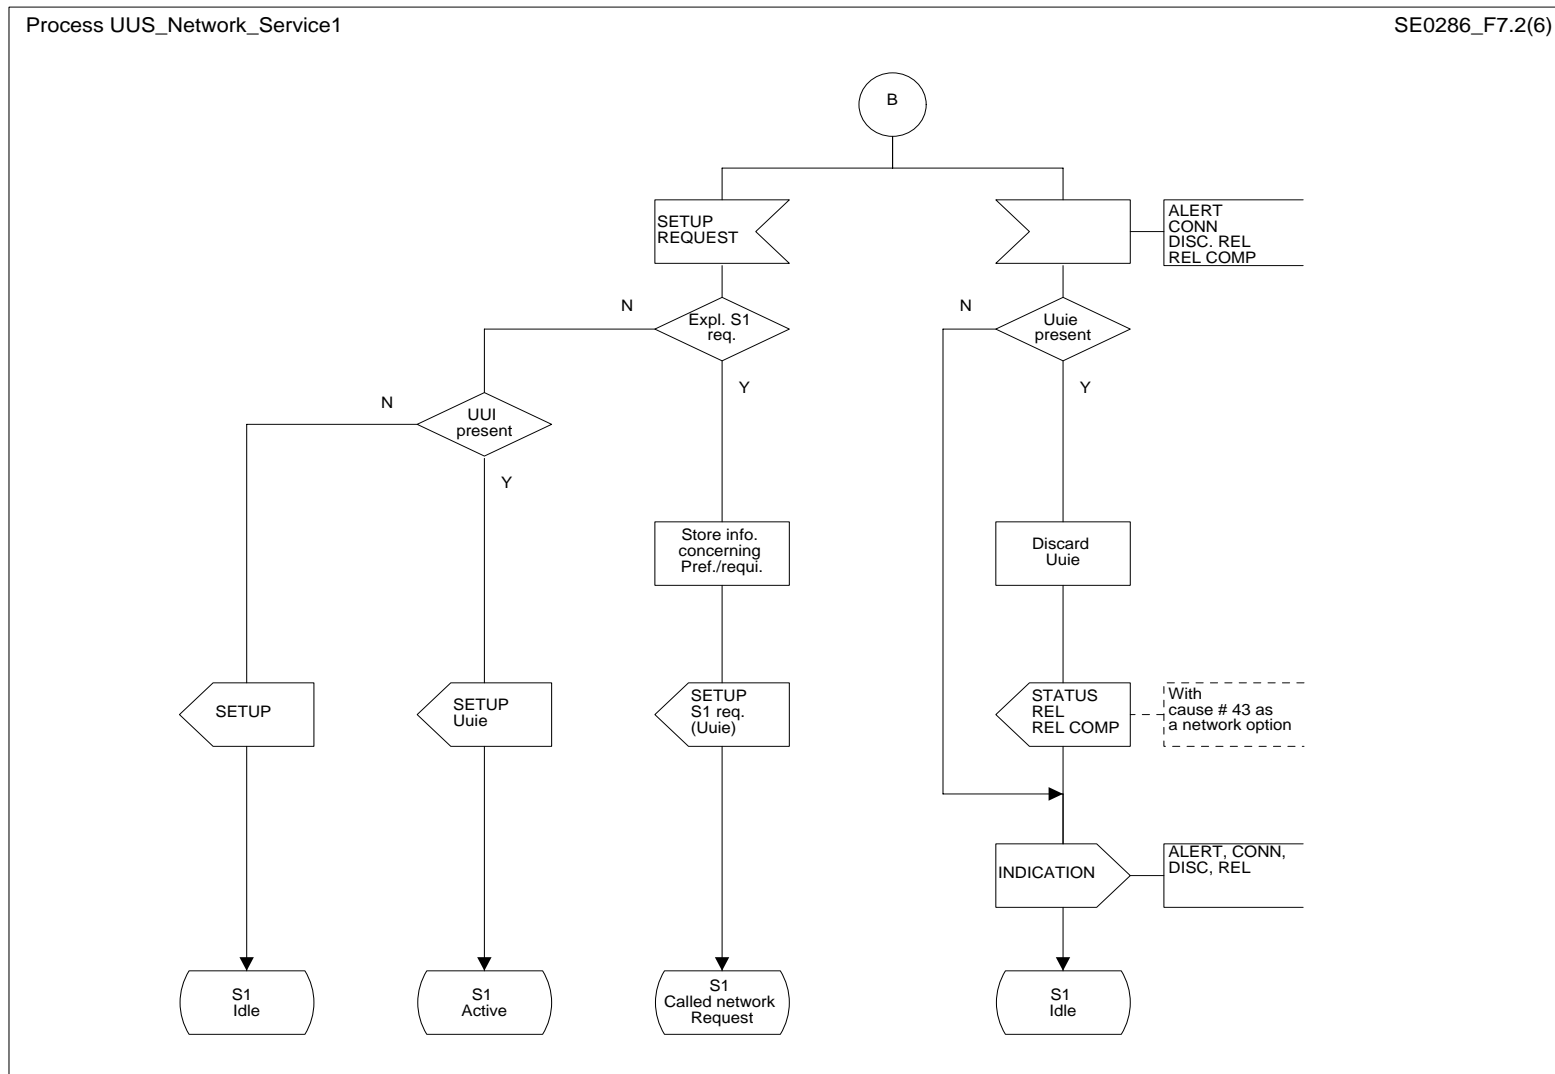 Process UUS_Network_Service1
SE0286_F7.2(6)
B
SETUP
REQUEST
ALERT
CONN
DISC. REL
REL COMP
N
Expl. S1
req.
Y
N
Uuie
present
Y
N
UUI
present
Y
Store info.
concerning
Pref./requi.
Discard
Uuie
SETUP
SETUP
Uuie
SETUP
S1 req.
(Uuie)
STATUS
REL
REL COMP
With
cause # 43 as
a network option
INDICATION
ALERT, CONN,
DISC, REL
S1
Idle
S1
Active
S1
Called network
Request
S1
Idle